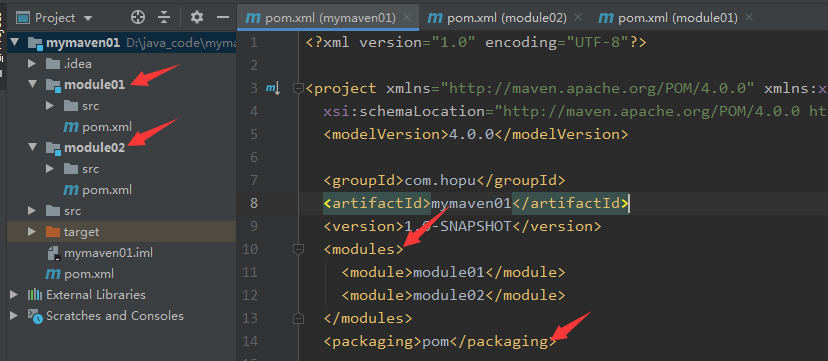 Project
mymaven01 D:\java_code\myma
.idea
module01
src
pom.xml
module02
src
pom.xml
src
target
mymaven01.iml
pom.xml
External Libraries
Scratches and Consoles
pom.xml (mymaven01)
pom.xml (module02)
pom.xml (module01)
1 <?xml version="1.0" encoding="UTF-8"?>
2
3 <project xmlns="http://maven.apache.org/POM/4.0.0" xmlns:x
4 xsi:schemaLocation="http://maven.apache.org/POM/4.0.0 ht
5 <modelVersion>4.0.0</modelVersion>
6
7 <groupId>com.hopu</groupId>
8 <artifactId>mymaven01</artifactId>
9 <version>1.0-SNAPSHOT</version>
10 <modules>
11 <module>module01</module>
12 <module>module02</module>
13 </modules>
14 <packaging>pom</packaging>